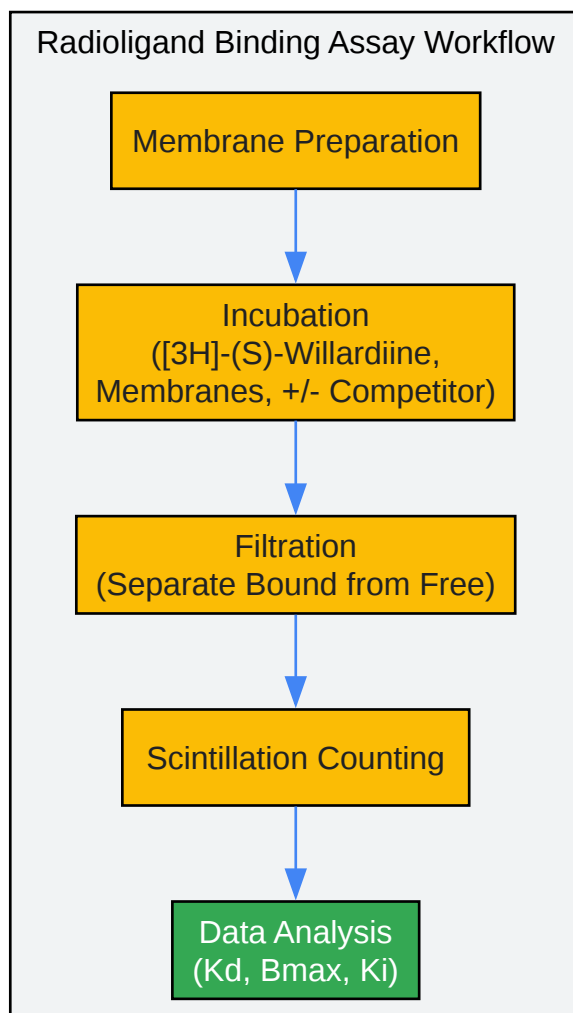 Radioligand Binding Assay Workflow
Membrane Preparation
Incubation
([3H]-(S)-Willardiine,
Membranes, +/- Competitor)
Filtration
(Separate Bound from Free)
Scintillation Counting
Data Analysis
(Kd, Bmax, Ki)